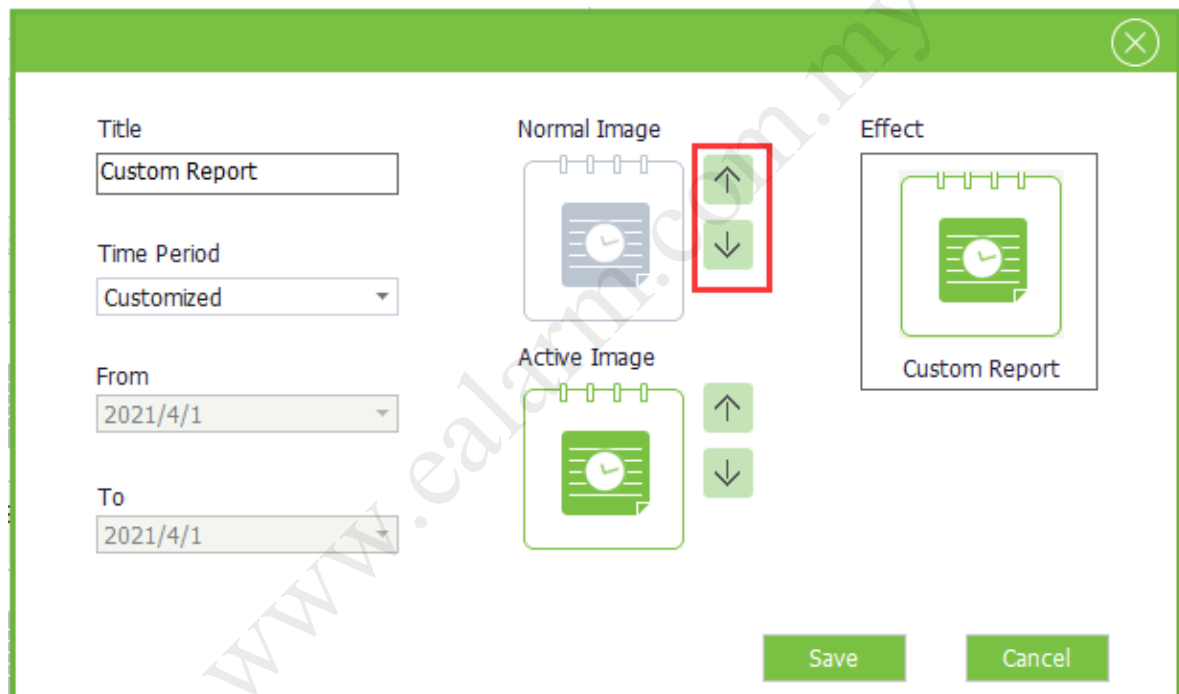 Title
Custom Report
Time Period
Customized
From
2021/4/1
To
2021/4/1
Normal Image
Active Image
Effect
Custom Report
Save
Cancel
www.ealarm.com.my